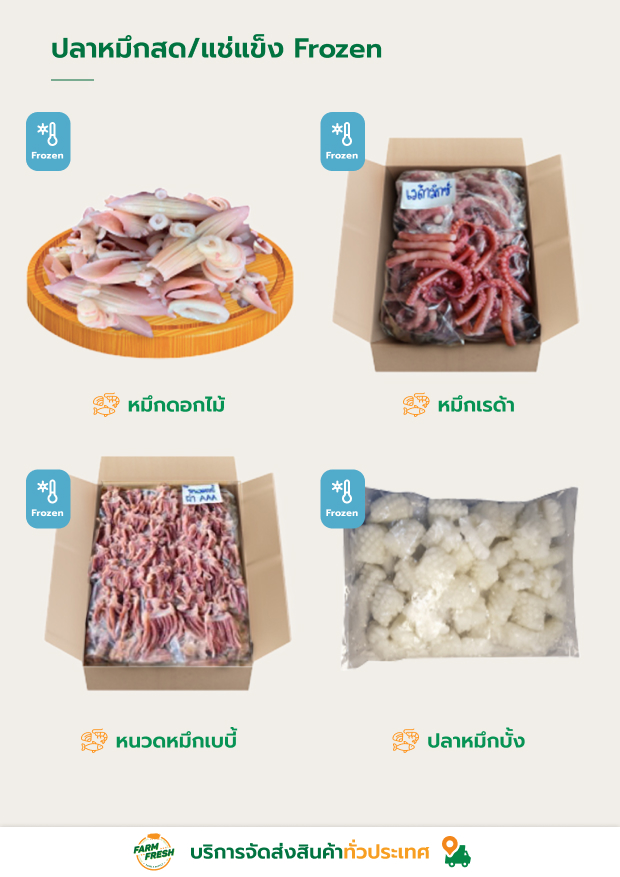 ปลาหมึกสด/แช่แข็ง Frozen
Frozen
Frozen
หมึกดอกไม้
หมึกเรด้า
Frozen
AAA
Frozen
หนวดหมึกเบบี้
ปลาหมึกบั้ง
FARM FRESH
บริการจัดส่งสินค้าทั่วประเทศ